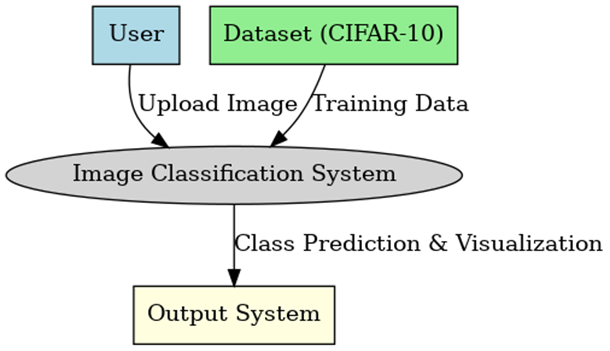 User
Dataset (CIFAR-10)
Upload Image
Training Data
Image Classification System
Class Prediction & Visualization
Output System